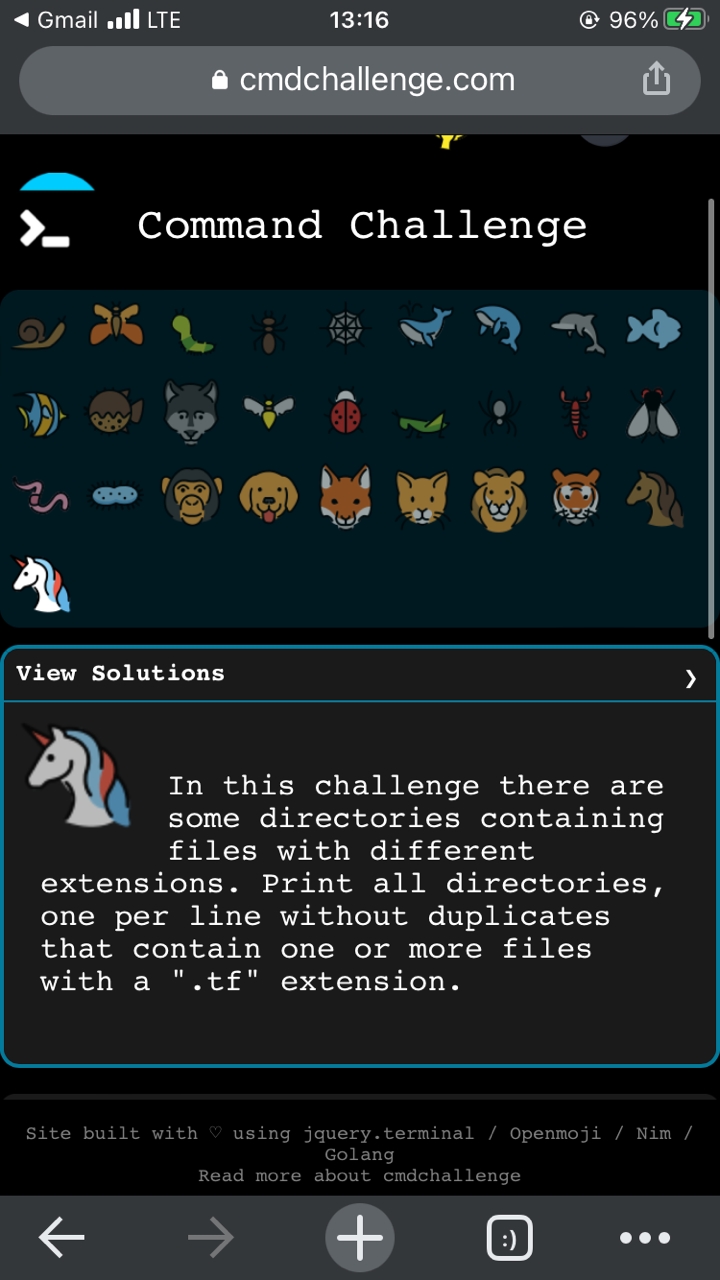 Gmail LTE 13:16 96%
cmdchallenge.com
Command Challenge
View Solutions
In this challenge there are
some directories containing
files with different
extensions. Print all directories,
one per line without duplicates
that contain one or more files
with a ".tf" extension.
Site built with ♡ using jquery.terminal / Openmoji / Nim /
Golang
Read more about cmdchallenge
:)